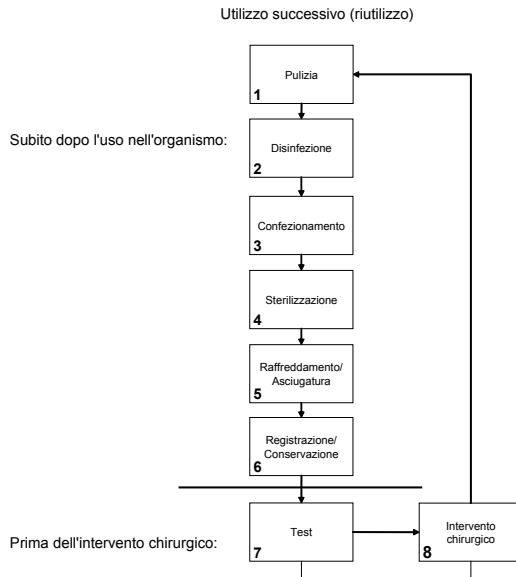 Utilizzo successivo (riutilizzo)
Pulizia
1
Subito dopo l'uso nell'organismo:
Disinfezione
2
Confezionamento
3
Sterilizzazione
4
Raffreddamento/
Asciugatura
5
Registrazione/
Conservazione
6
Prima dell'intervento chirurgico:
Test
7
Intervento
chirurgico
8